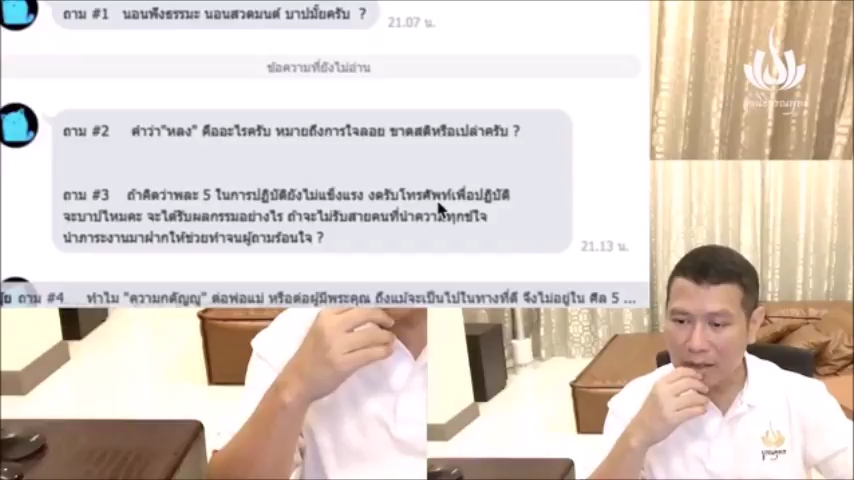 ถาม #1 นอนฟังธรรมะ นอนสวดมนต์ บาปมั้ยครับ ?
21.07 น.
ข้อความที่ยังไม่อ่าน
ถาม #2 คำว่า"หลง" คืออะไรครับ หมายถึงการใจลอย ขาดสติหรือเปล่าครับ ?
ถาม #3 ถ้าคิดว่าพละ 5 ในการปฏิบัติยังไม่แข็งแรง งดรับโทรศัพท์เพื่อปฏิบัติ
จะบาปไหมคะ จะได้รับผลกรรมอย่างไร ถ้าจะไม่รับสายคนที่นำความทุกข์ใจ
นำภาระงานมาฝากให้ช่วยทำจนผู้ถามร้อนใจ ?
21.13 น.
ถาม #4 ทำไม "ความกตัญญู" ต่อพ่อแม่ หรือต่อผู้มีพระคุณ ถึงแม้จะเป็นไปในทางที่ดี จึงไม่อยู่ใน ศีล 5 ...